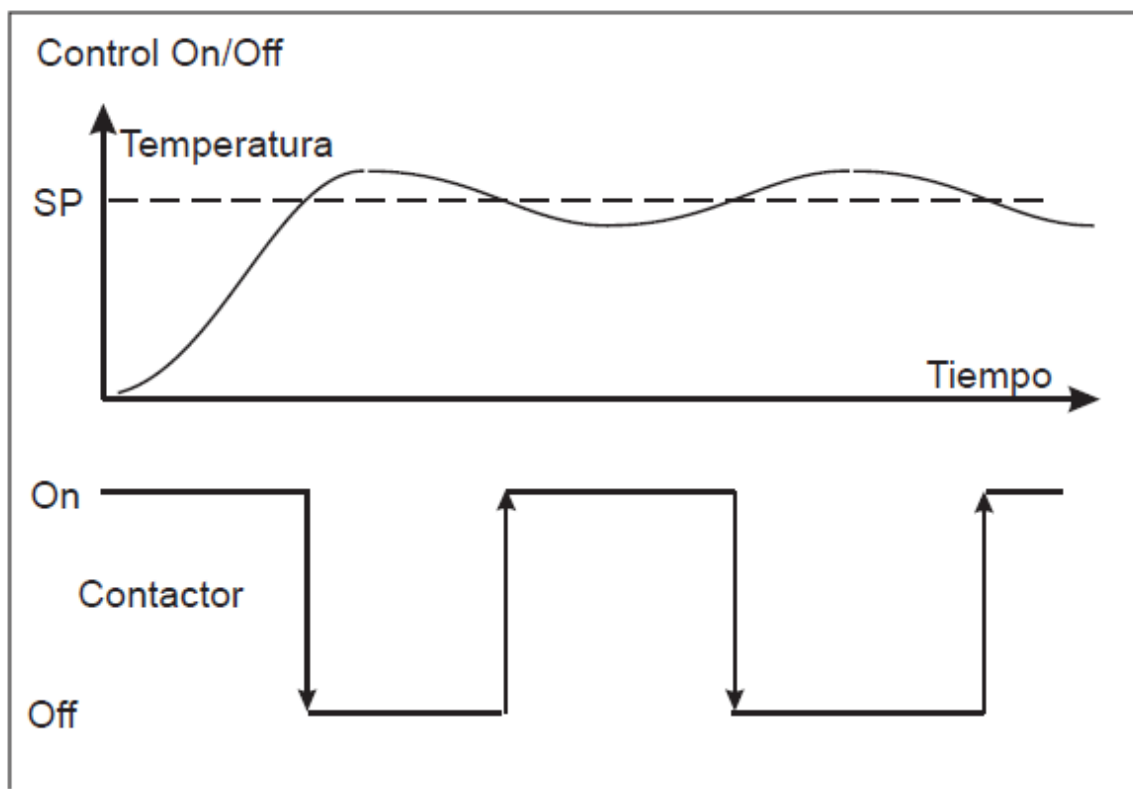 Control On/Off
Temperatura
SP
Tiempo
On
Contactor
Off